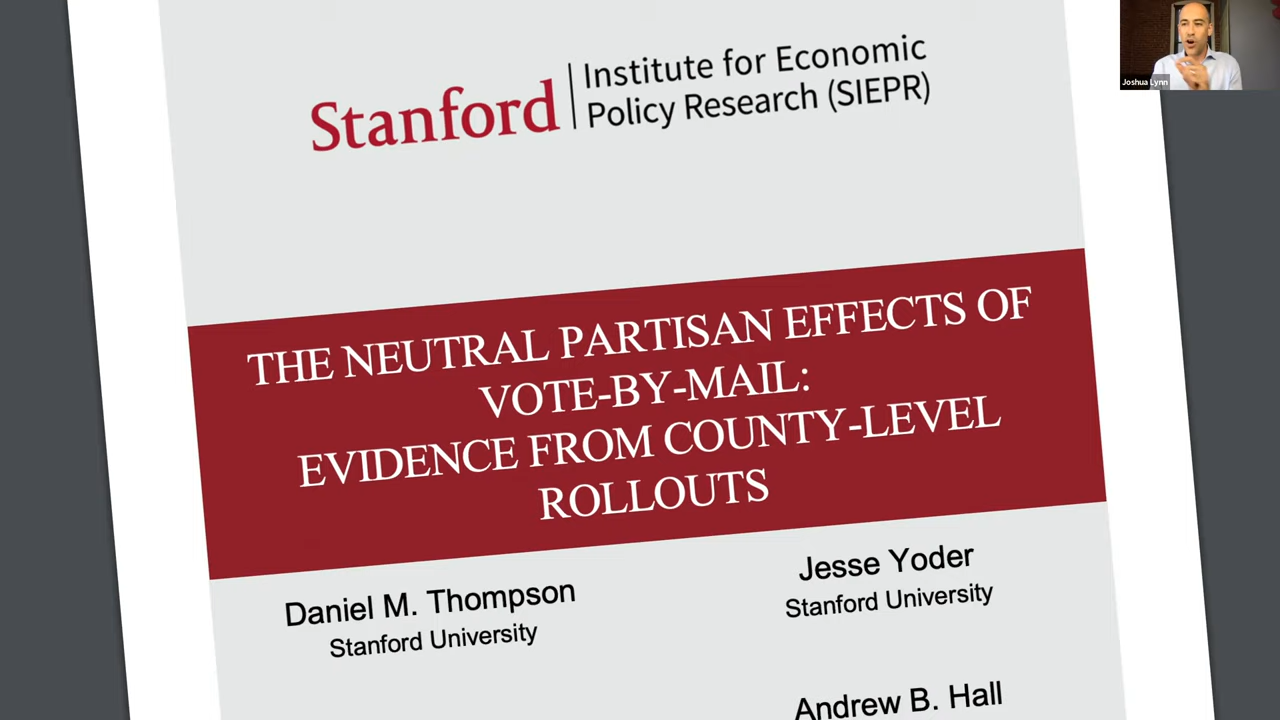 Stanford
Institute for Economic
Policy Research (SIEPR)
Joshua Lynn
THE NEUTRAL PARTISAN EFFECTS OF
VOTE-BY-MAIL:
EVIDENCE FROM COUNTY-LEVEL
ROLLOUTS
Daniel M. Thompson
Stanford University
Jesse Yoder
Stanford University
Andrew B. Hall